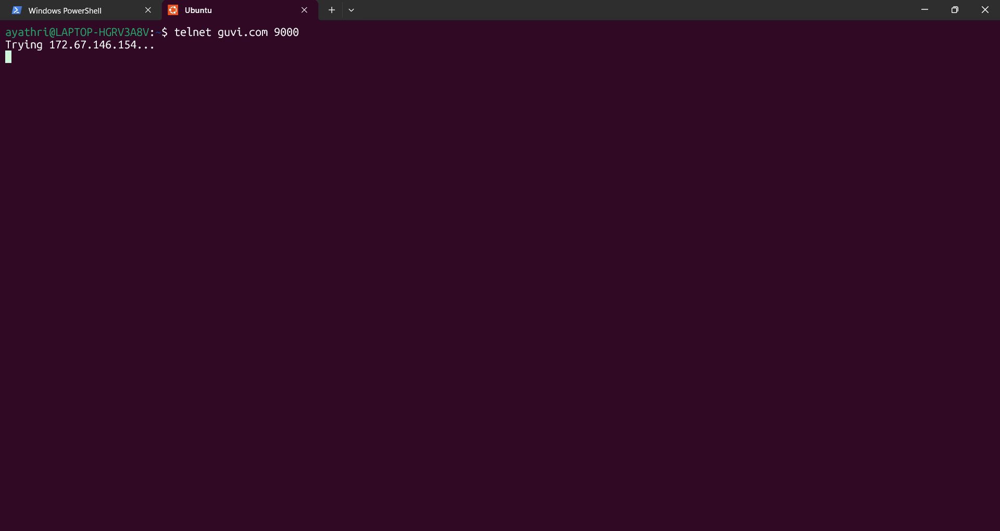 Windows PowerShell
Ubuntu
ayathri@LAPTOP-HGRV3A8V:~$ telnet guvi.com 9000
Trying 172.67.146.154...